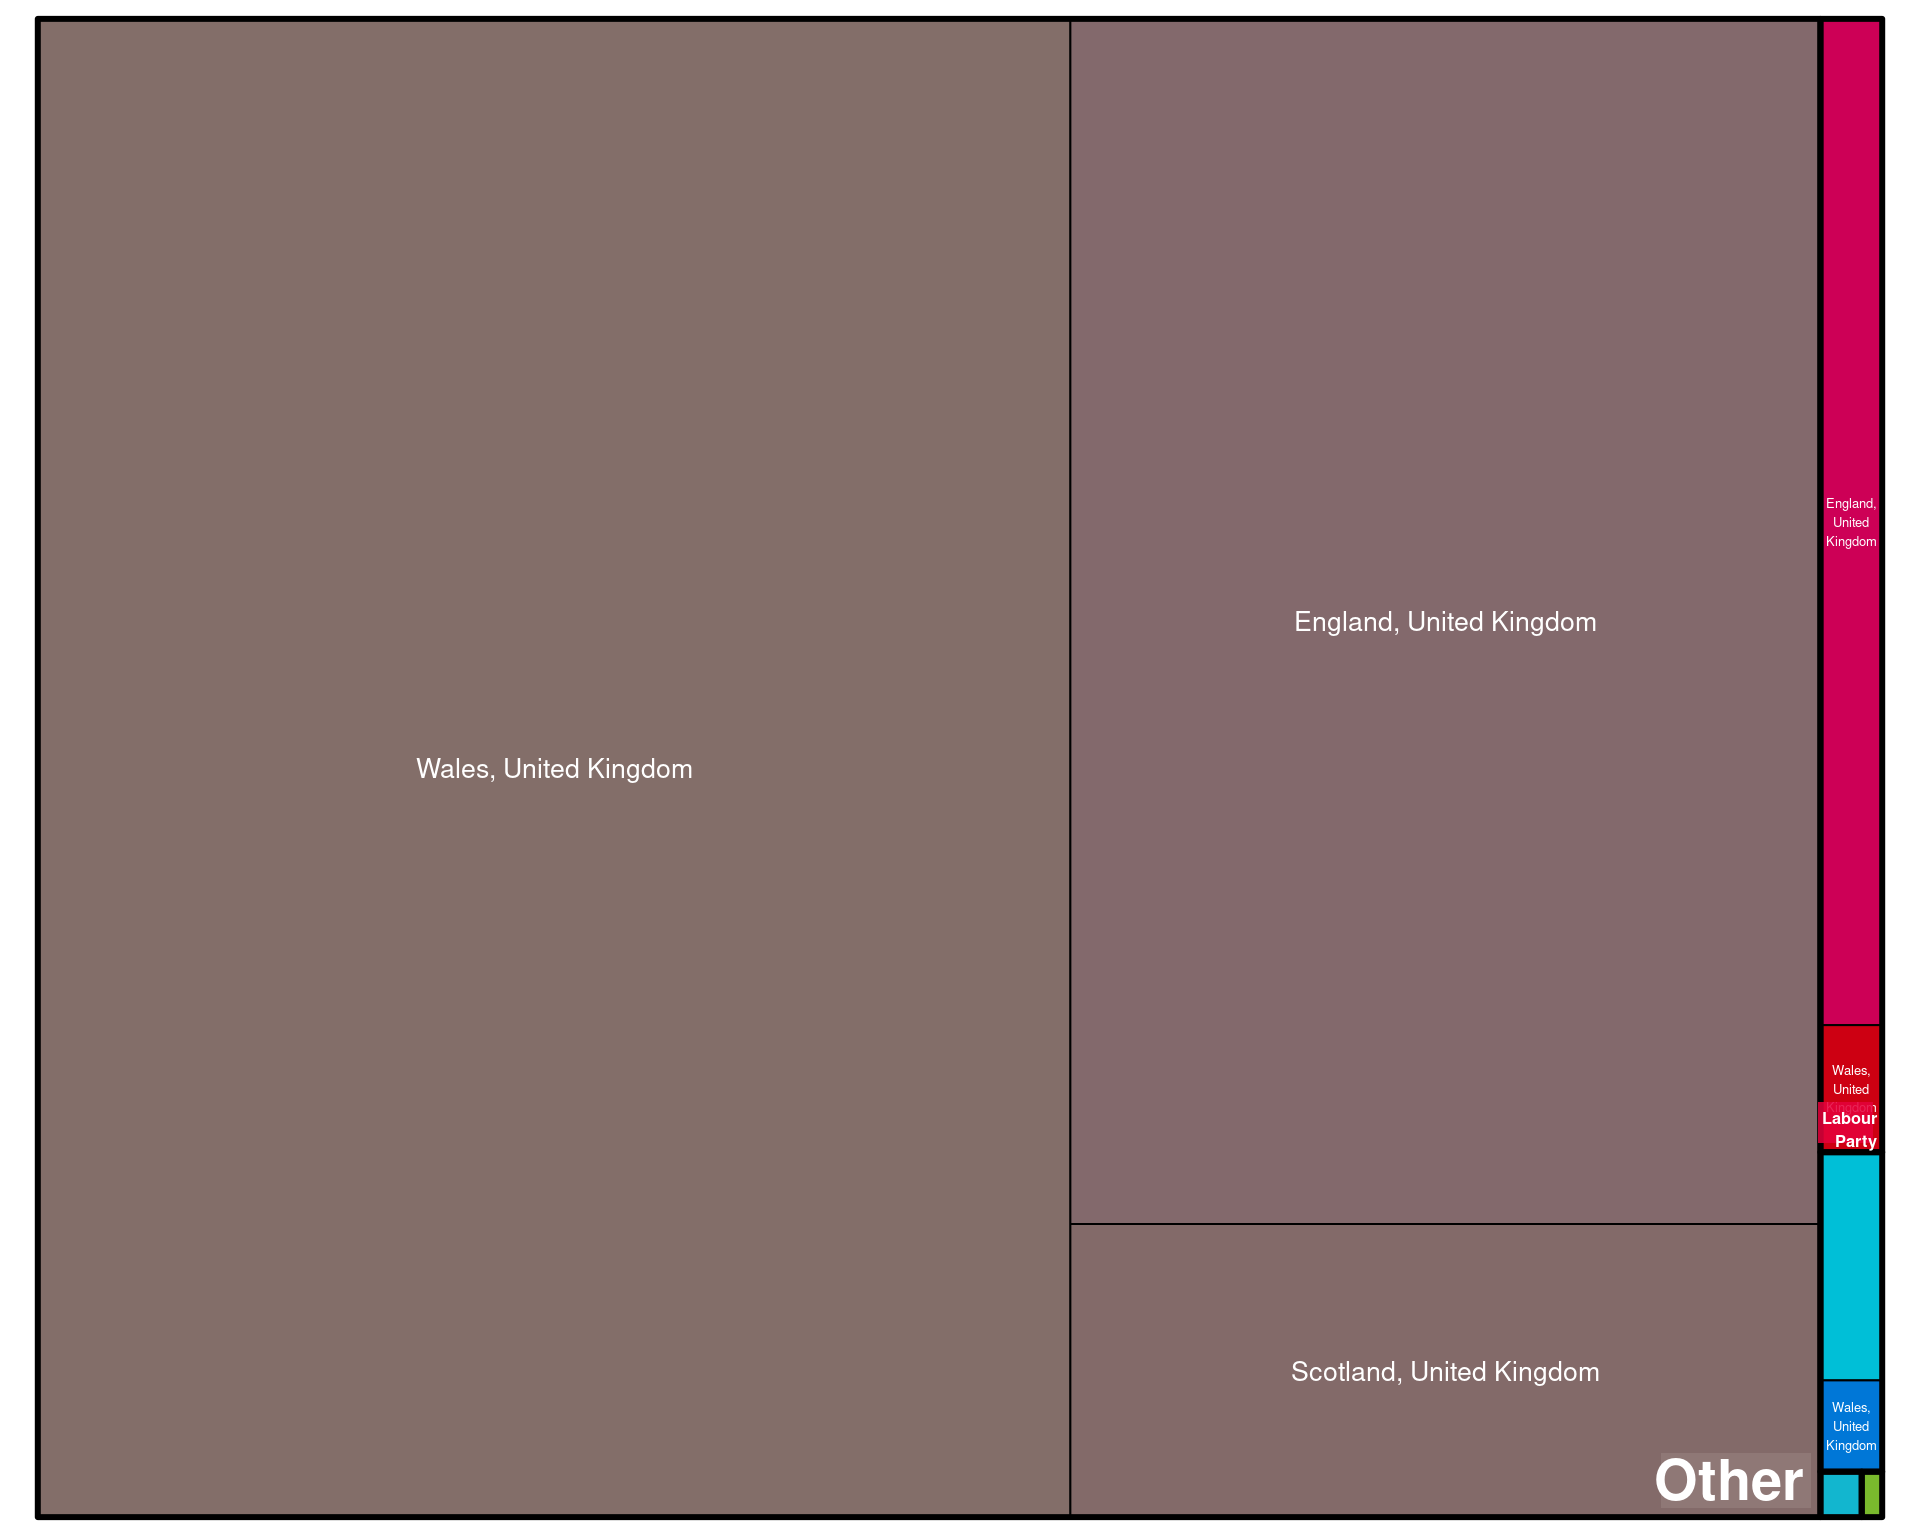 Wales, United Kingdom
England, United Kingdom
Scotland, United Kingdom
Other
England,
United
Kingdom
Wales,
United
Kingdom
Labour
Party
Wales,
United
Kingdom